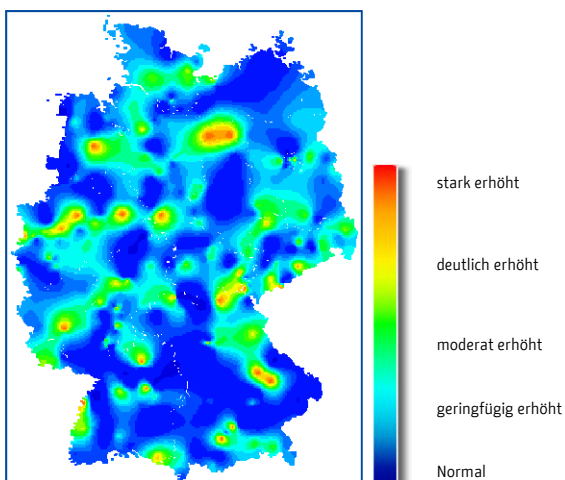 stark erhöht
deutlich erhöht
moderat erhöht
geringfügig erhöht
Normal